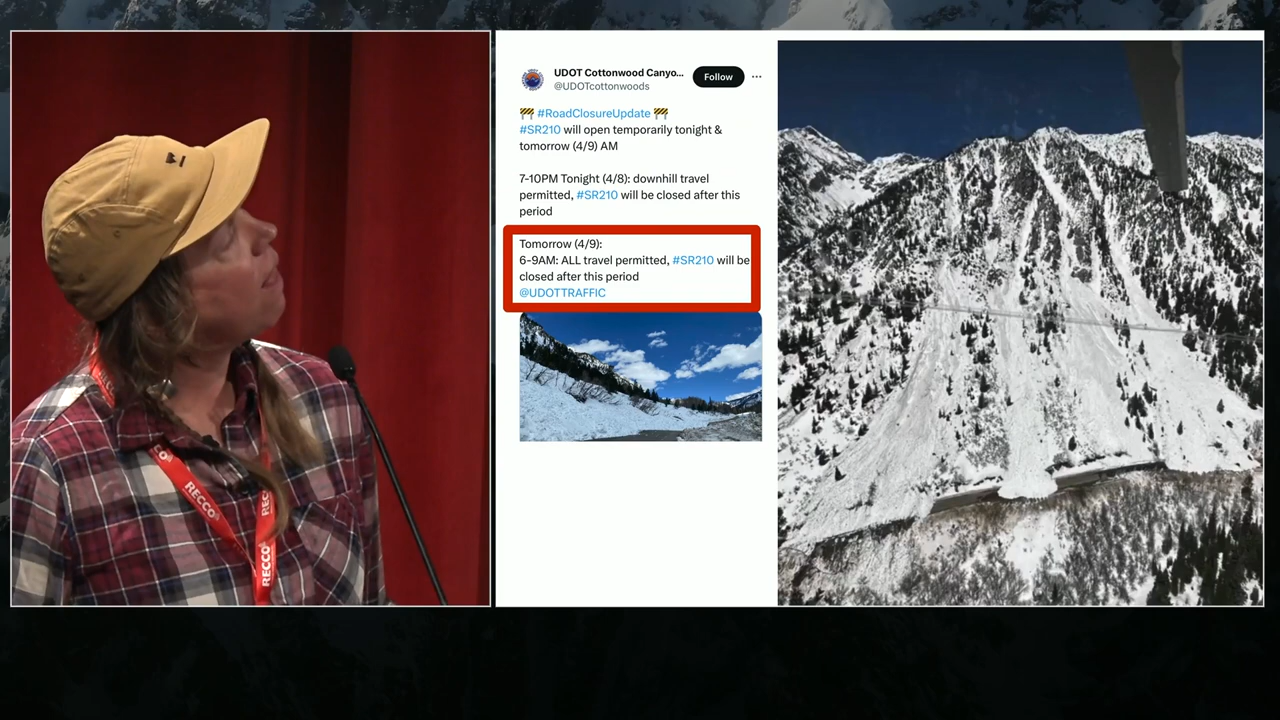 UDOT Cottonwood Canyo...
Follow
@UDOTcottonwoods
🚧 #RoadClosureUpdate 🚧
#SR210 will open temporarily tonight &
tomorrow (4/9) AM
7-10PM Tonight (4/8): downhill travel
permitted, #SR210 will be closed after this
period
Tomorrow (4/9):
6-9AM: ALL travel permitted, #SR210 will be
closed after this period
@UDOTTRAFFIC
RECCO
RECCO
RECCO